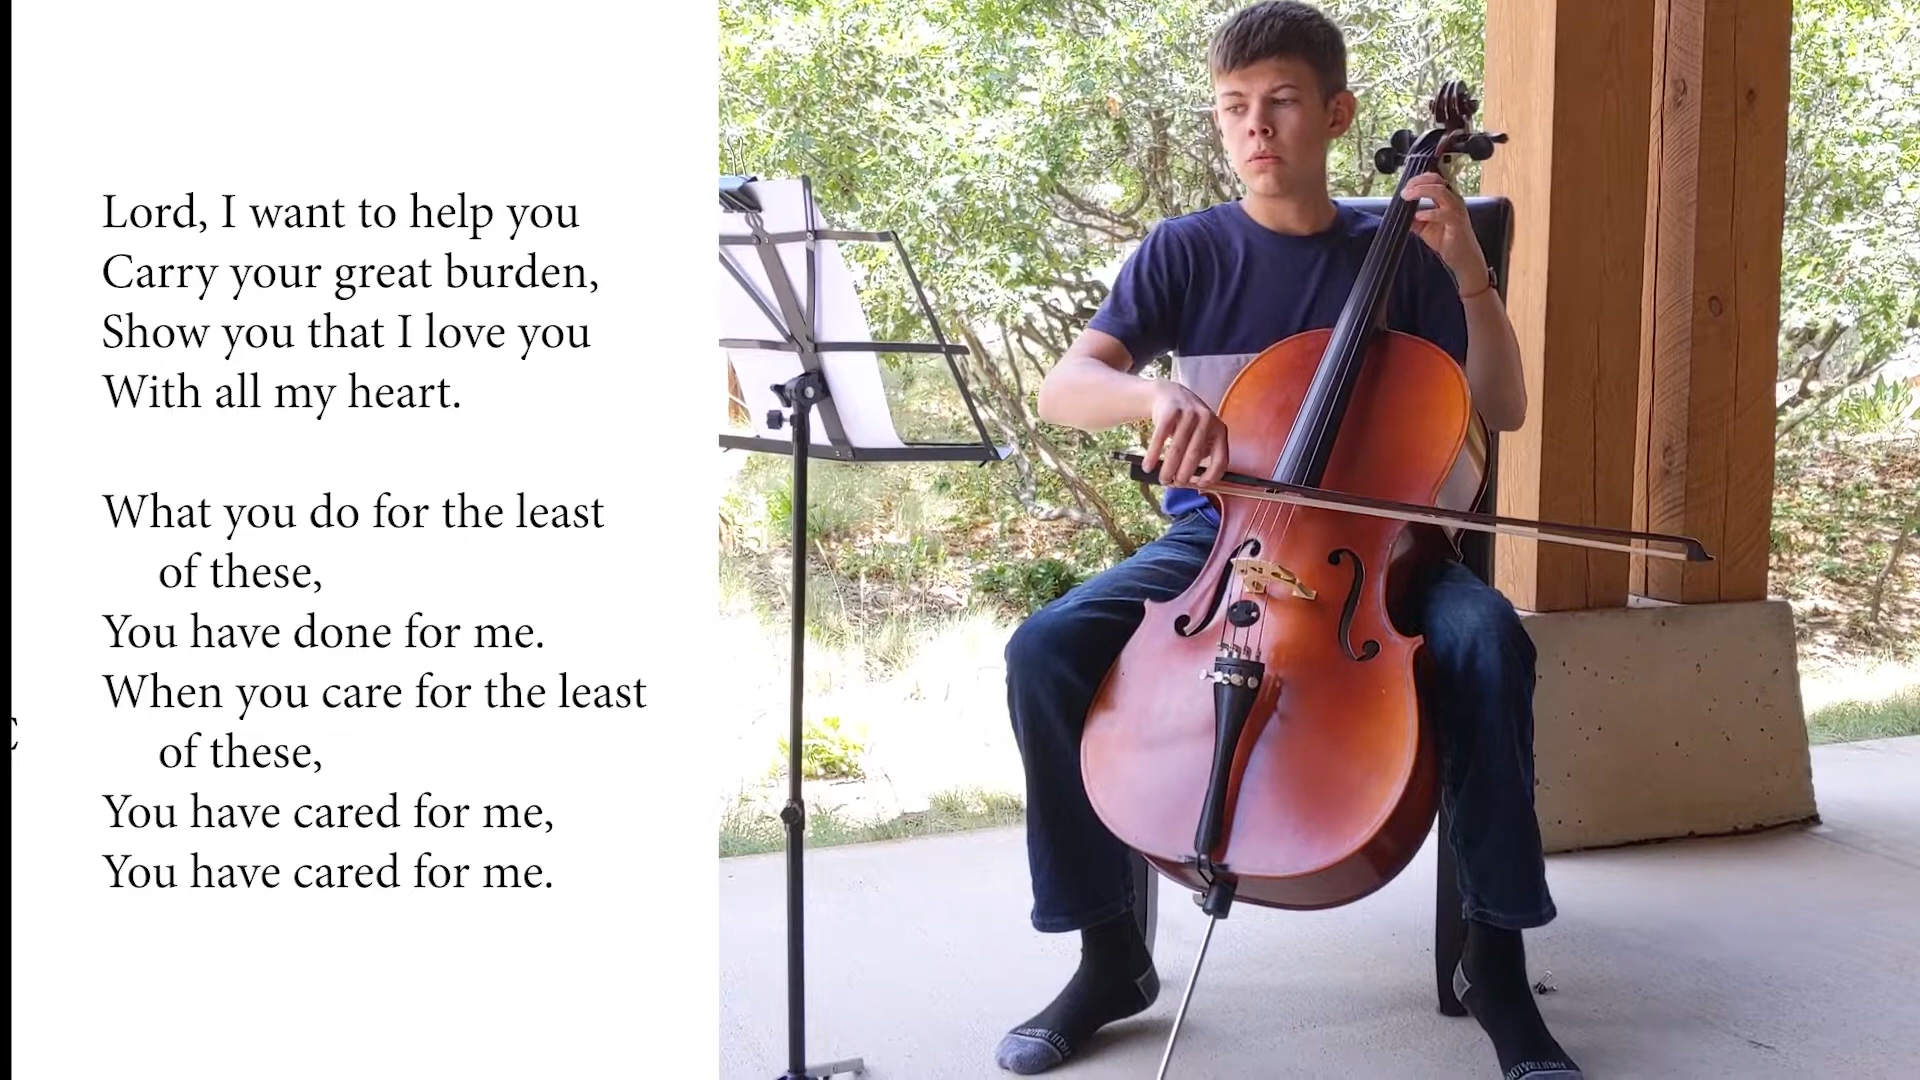 Lord, I want to help you
Carry your great burden,
Show you that I love you
With all my heart.
What you do for the least
of these,
You have done for me.
When you care for the least
of these,
You have cared for me,
You have cared for me.